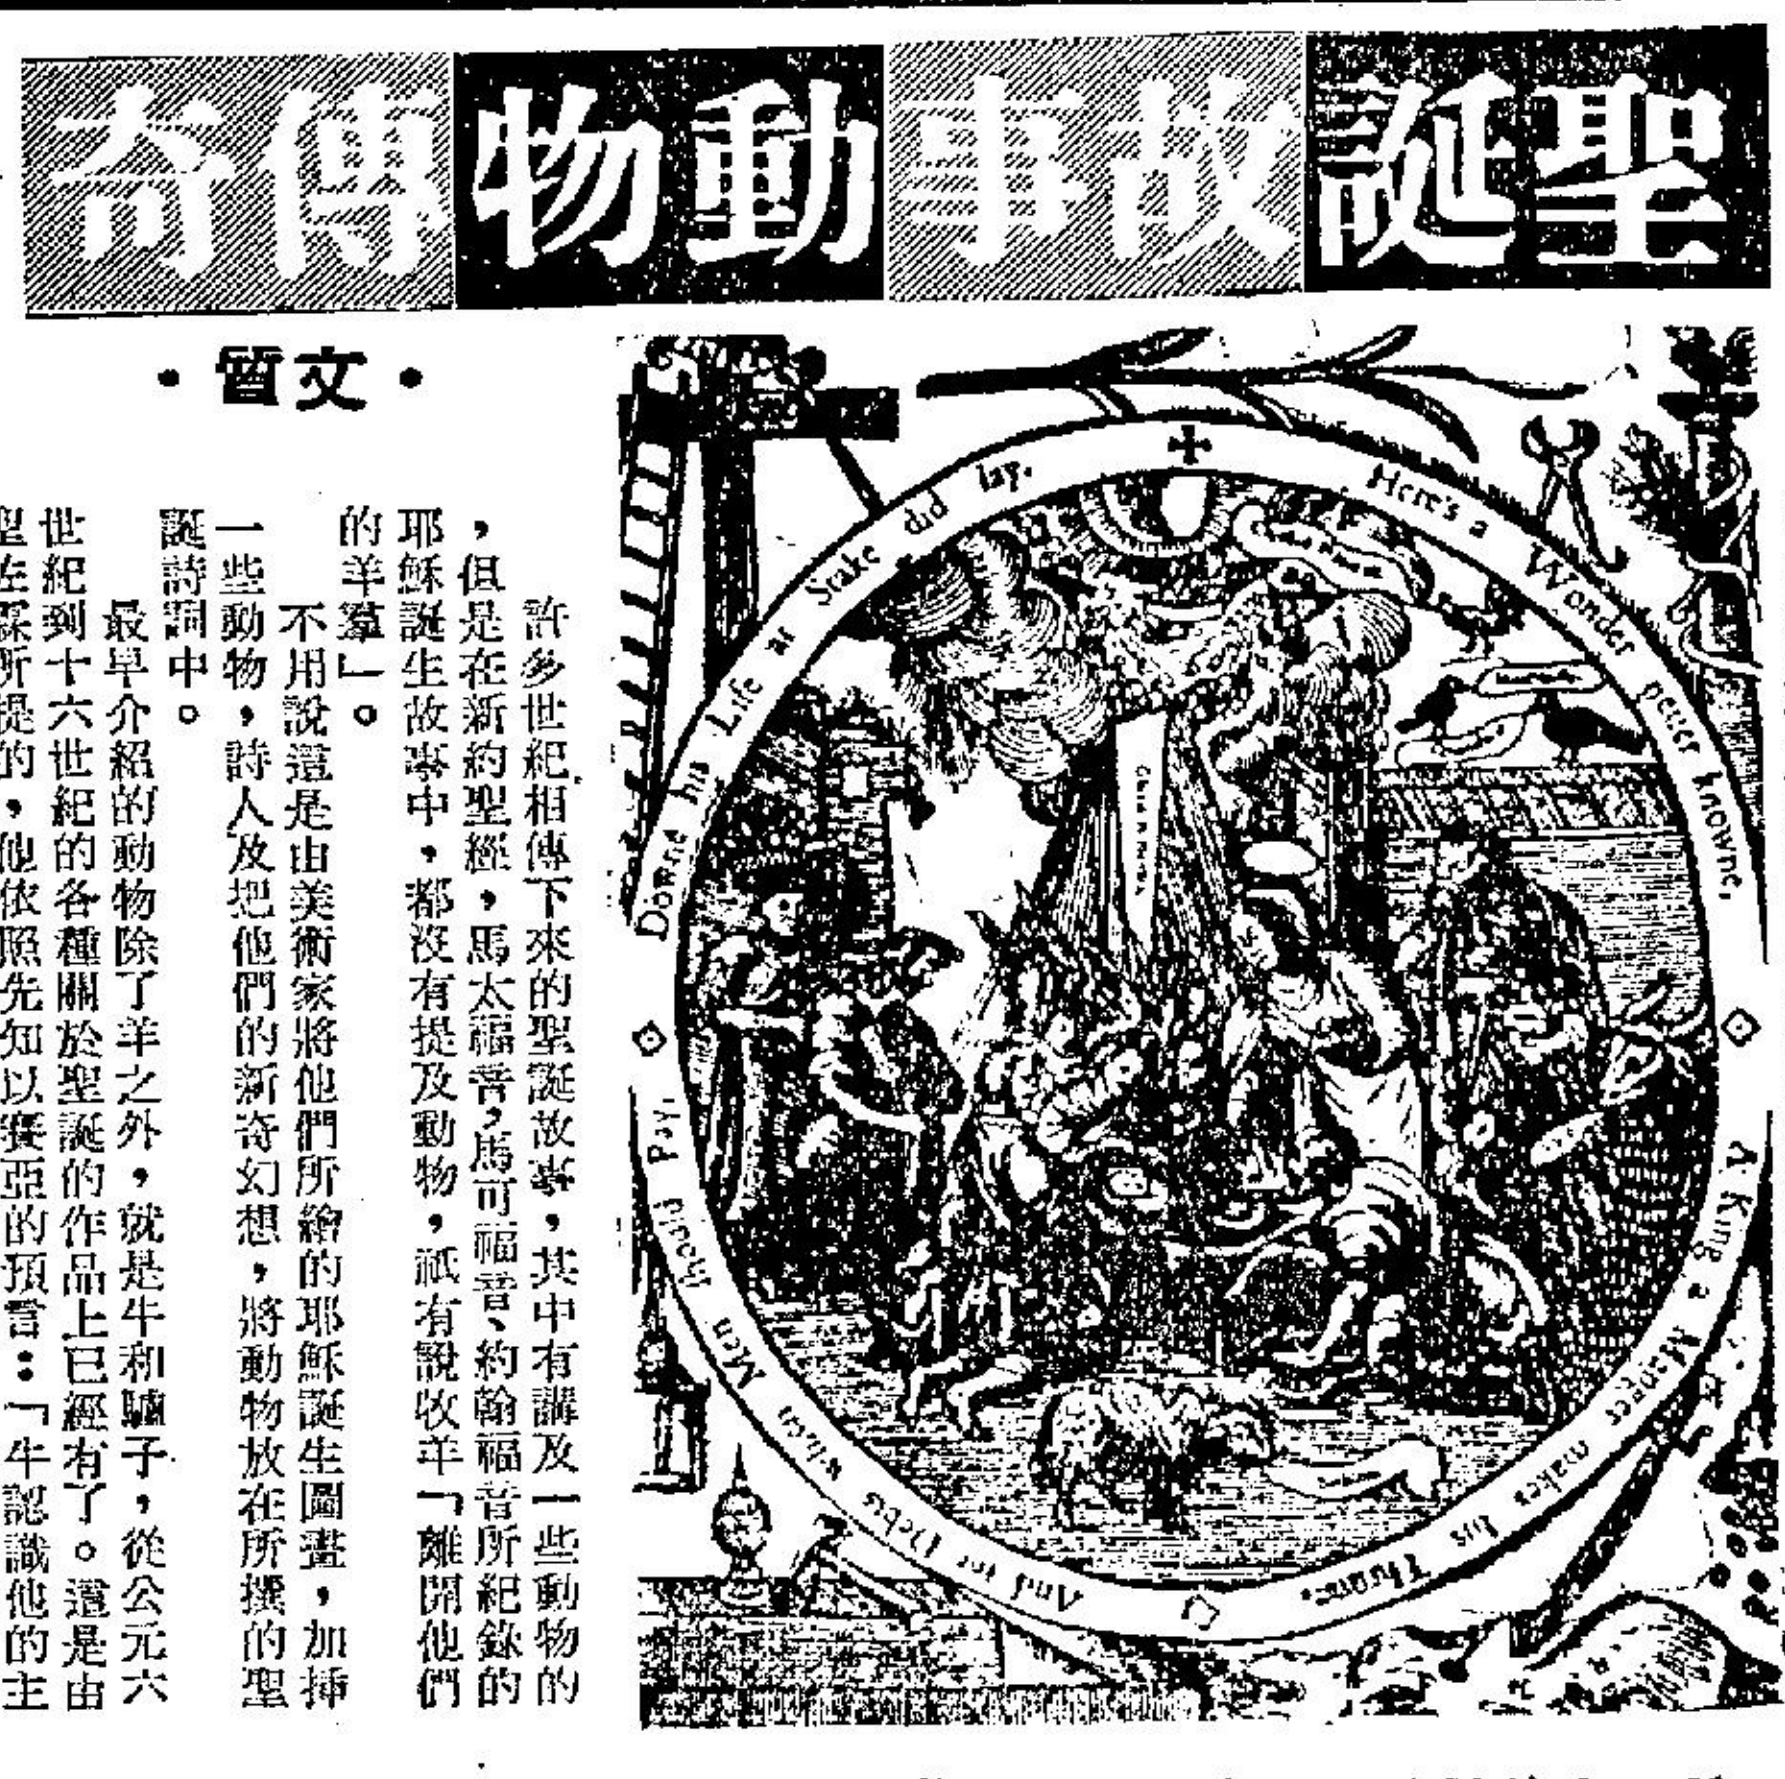 聖誕故事動物傳奇
·文質·
許多世紀相傳下來的聖誕故事，其中有講及一些動物的
，但是在新約聖經，馬太福音，馬可福音、約翰福音所紀錄的
耶穌誕生故事中，都沒有提及動物，祇有說收羊「離開他們
的羊羣」。
不用說這是由美術家將他們所繪的耶穌誕生圖畫，加揷
一些動物，詩人及把他們的新奇幻想，將動物放在所撰的聖
誕詩詞中。
最早介紹的動物除了羊之外，就是牛和驢子，從公元六
世紀到十六世紀的各種關於聖誕的作品上已經有了。這是由
聖佐霖所提的，他依照先知以賽亞的預言：「牛認識他的主
Here's a Wonder never knowne,
A King a Manger makes his Throne.
And for Debts when Men should Pay,
Downe his Life at Stake did lay.